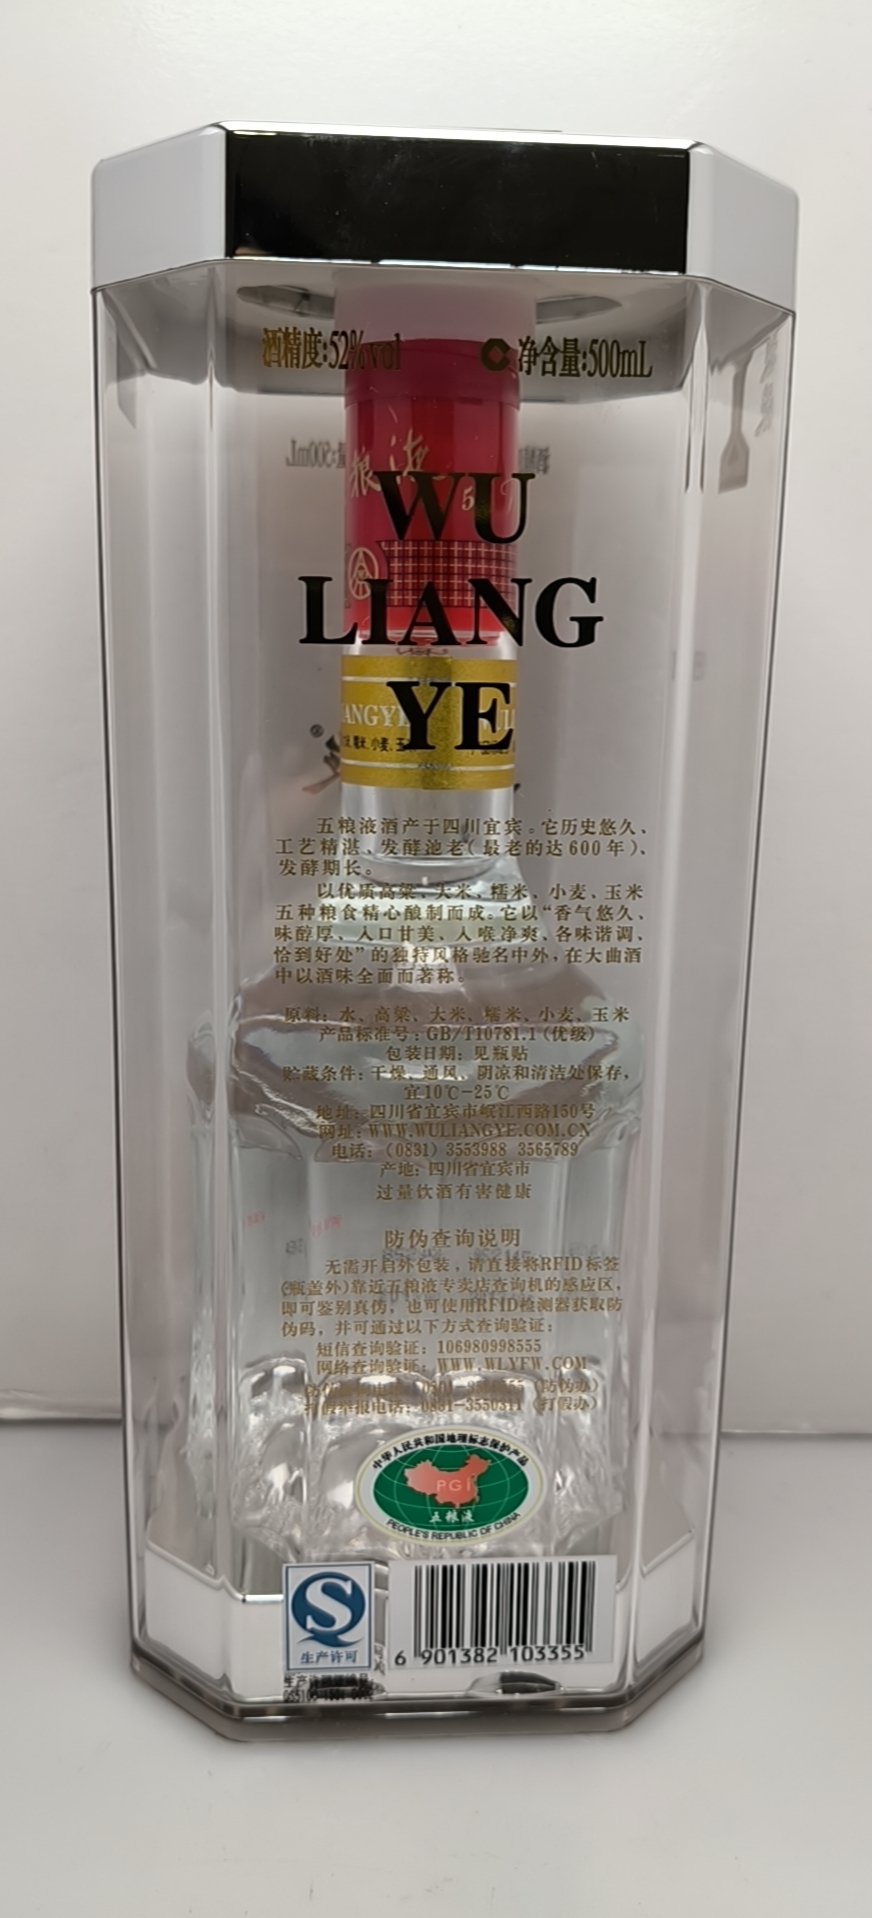 酒精度:52%vol
净含量:500mL
WU
LIANG
YE
五粮液酒产于四川宜宾。它历史悠久、
工艺精湛、发酵池老(最老的达600年)、
发酵期长。
以优质高粱、大米、糯米、小麦、玉米
五种粮食精心酿制而成。它以“香气悠久、
味醇厚、入口甘美、入喉净爽、各味谐调、
恰到好处”的独特风格驰名中外,在大曲酒
中以酒味全面而著称。
原料:水、高粱、大米、糯米、小麦、玉米
产品标准号:GB/T10781.1(优级)
包装日期:见瓶贴
贮藏条件:干燥、通风、阴凉和清洁处保存,
宜10℃-25℃
地址:四川省宜宾市岷江西路150号
网址:WWW.WULIANGYE.COM.CN
电话:(0831)3553988 3565789
产地:四川省宜宾市
过量饮酒有害健康
防伪查询说明
无需开启外包装,请直接将RFID标签
(瓶盖外)靠近五粮液专卖店查询机的感应区,
即可鉴别真伪,也可使用RFID检测器获取防
伪码,并可通过以下方式查询验证:
短信查询验证:106980998555
网络查询验证:WWW.WLYFW.COM
(防伪办)
打假举报电话:0831-3550311(打假办)
中华人民共和国地理标志保护产品
PGI
五粮液
PEOPLE'S REPUBLIC OF CHINA
生产许可
6 901382 103355